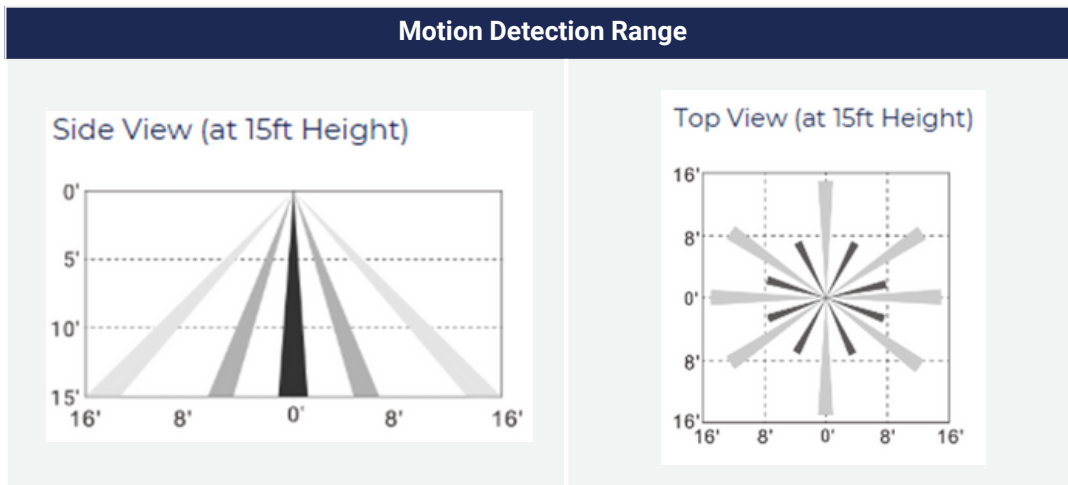 Motion Detection Range
Side View (at 15ft Height)
0'
5'
10'
15'
16' 8' 0' 8' 16'
Top View (at 15ft Height)
16'
8'
0'
8'
16'
16' 8' 0' 8' 16'